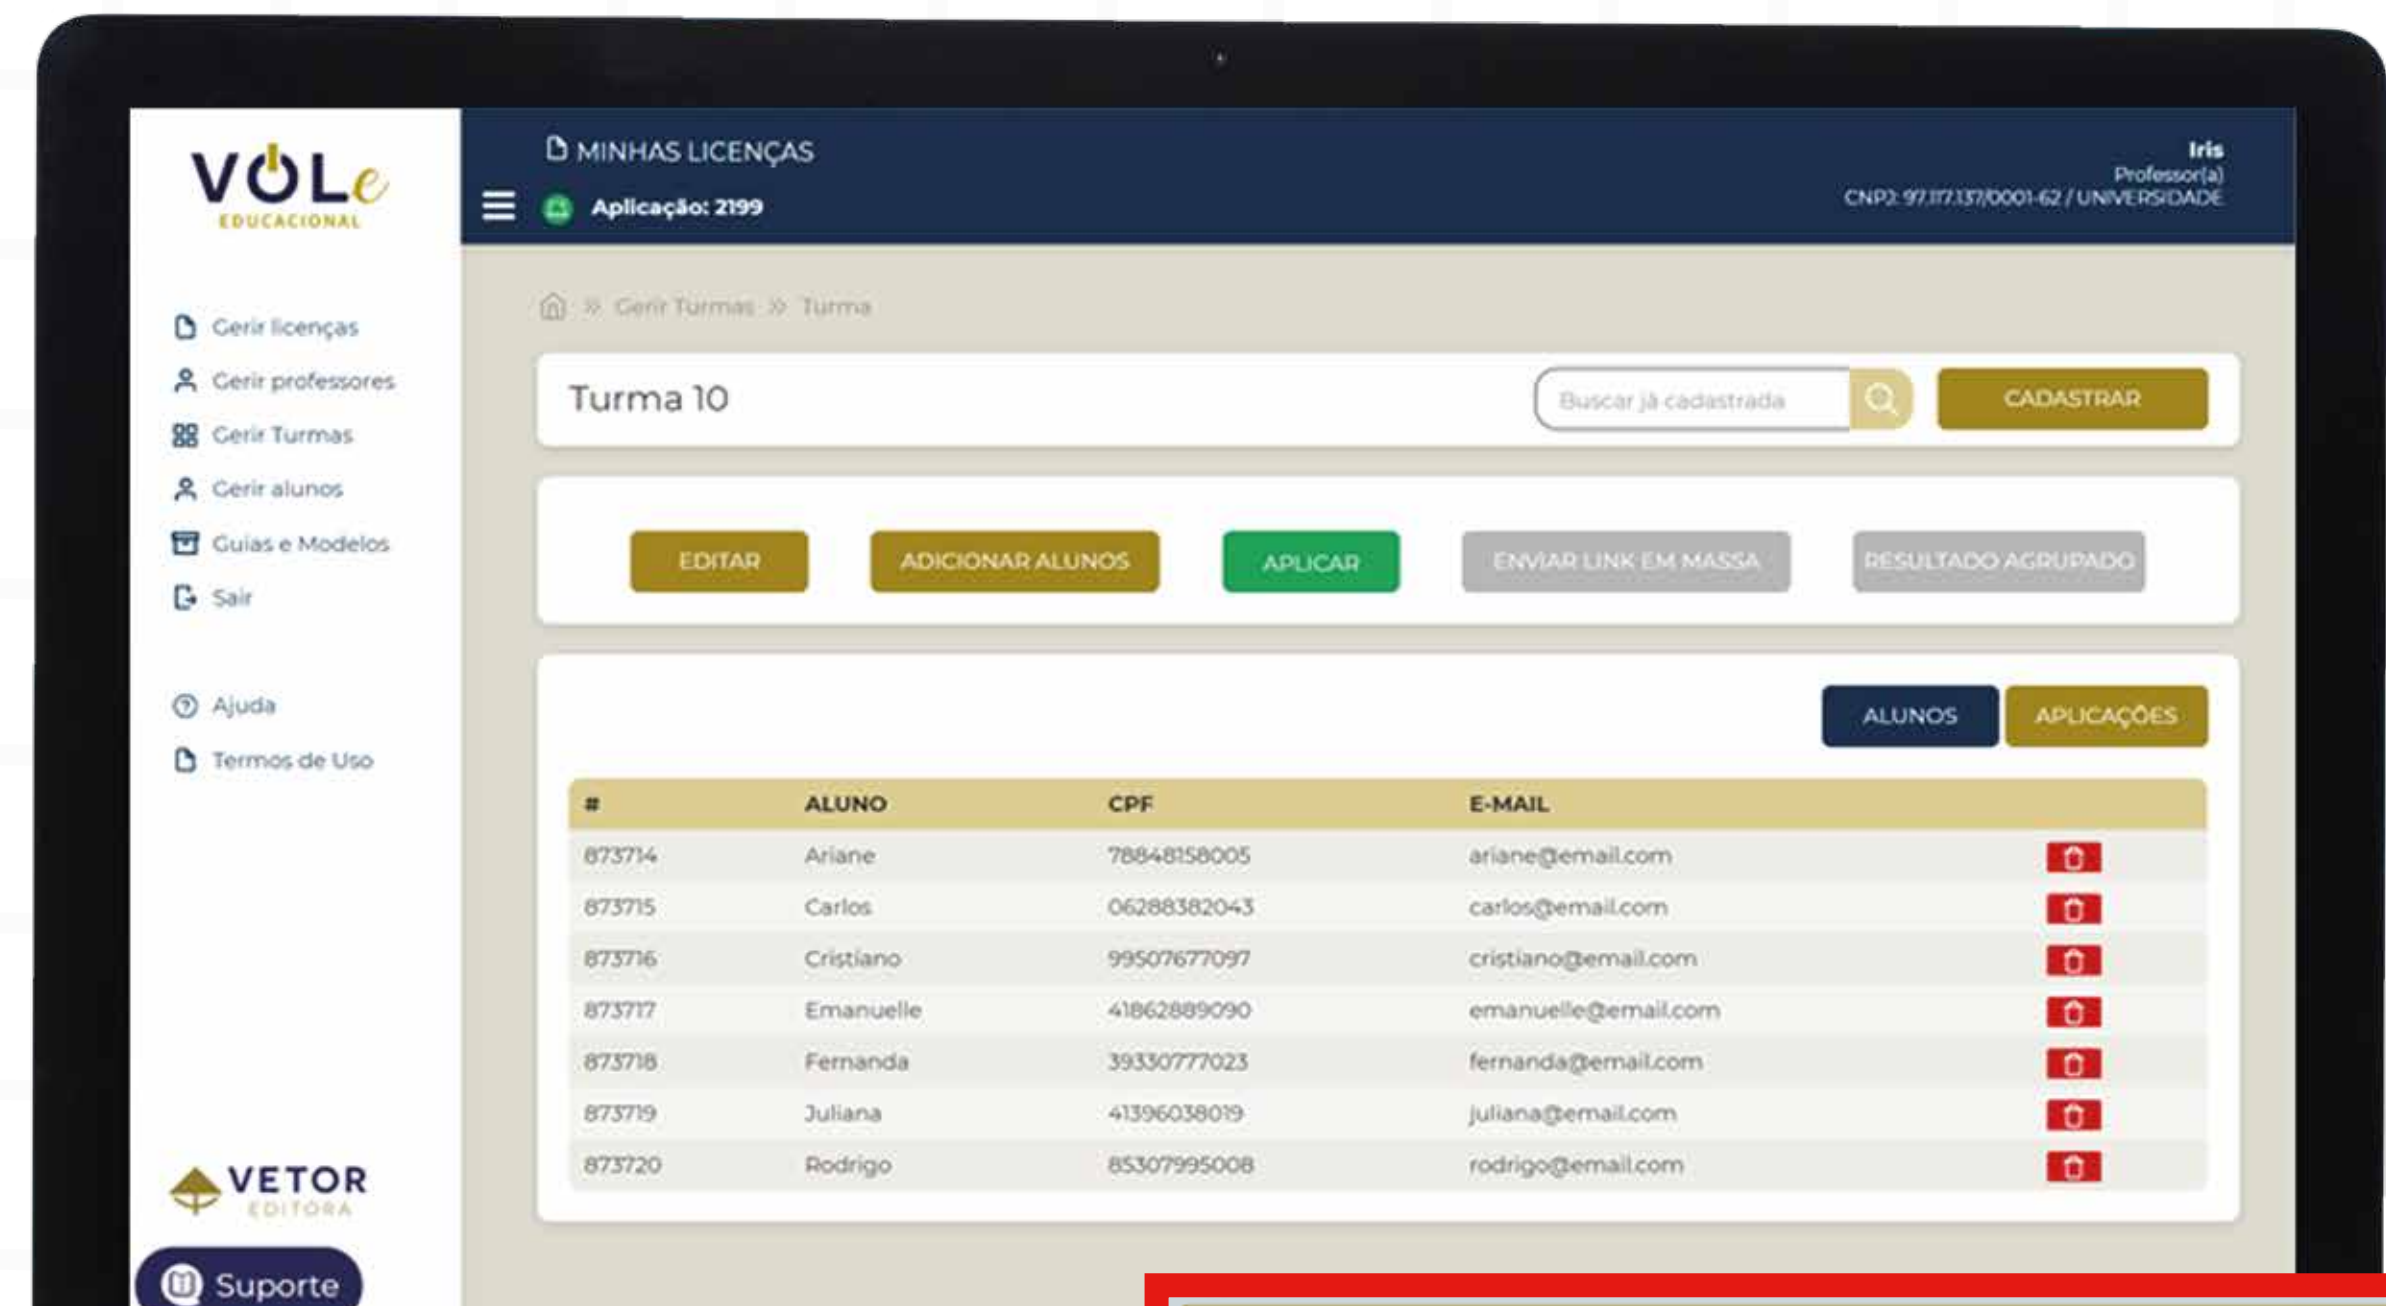 VOLe
EDUCACIONAL
MINHAS LICENÇAS
Aplicação: 2199
Iris
Professor(a)
CNPJ: 97.117.137/0001-62 / UNIVERSIDADE
Gerir licenças
Gerir professores
Gerir Turmas
Gerir alunos
Guias e Modelos
Sair
Ajuda
Termos de Uso
VETOR
EDITORA
Suporte
» Gerir Turmas » Turma
Turma 10
Buscar já cadastrada
CADASTRAR
EDITAR
ADICIONAR ALUNOS
APLICAR
ENVIAR LINK EM MASSA
RESULTADO AGRUPADO
ALUNOS
APLICAÇÕES
# ALUNO CPF E-MAIL
873714 Ariane 78848158005 ariane@email.com
873715 Carlos 06288382043 carlos@email.com
873716 Cristiano 99507677097 cristiano@email.com
873717 Emanuelle 41862889090 emanuelle@email.com
873718 Fernanda 39330777023 fernanda@email.com
873719 Juliana 41396038019 juliana@email.com
873720 Rodrigo 85307995008 rodrigo@email.com